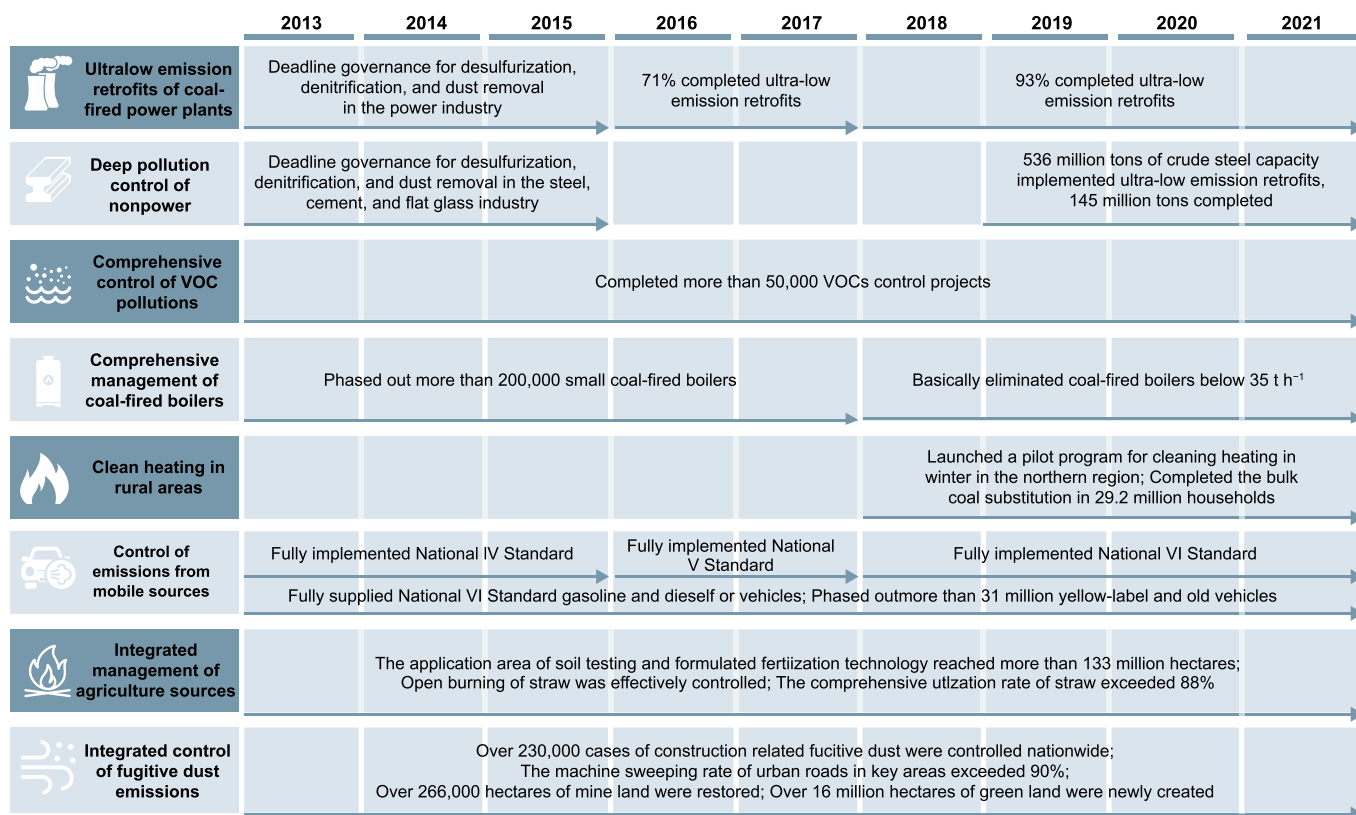 2013 2014 2015 2016 2017 2018 2019 2020 2021
Ultralow emission
retrofits of coal-
fired power plants
Deadline governance for desulfurization,
denitrification, and dust removal
in the power industry
71% completed ultra-low
emission retrofits
93% completed ultra-low
emission retrofits
Deep pollution
control of
nonpower
Deadline governance for desulfurization,
denitrification, and dust removal in the steel,
cement, and flat glass industry
536 million tons of crude steel capacity
implemented ultra-low emission retrofits,
145 million tons completed
Comprehensive
control of VOC
pollutions
Completed more than 50,000 VOCs control projects
Comprehensive
management of
coal-fired boilers
Phased out more than 200,000 small coal-fired boilers
Basically eliminated coal-fired boilers below 35 t h⁻¹
Clean heating in
rural areas
Launched a pilot program for cleaning heating in
winter in the northern region; Completed the bulk
coal substitution in 29.2 million households
Control of
emissions from
mobile sources
Fully implemented National IV Standard
Fully implemented National
V Standard
Fully implemented National VI Standard
Fully supplied National VI Standard gasoline and dieself or vehicles; Phased outmore than 31 million yellow-label and old vehicles
Integrated
management of
agriculture sources
The application area of soil testing and formulated fertiization technology reached more than 133 million hectares;
Open burning of straw was effectively controlled; The comprehensive utlzation rate of straw exceeded 88%
Integrated control
of fugitive dust
emissions
Over 230,000 cases of construction related fucitive dust were controlled nationwide;
The machine sweeping rate of urban roads in key areas exceeded 90%;
Over 266,000 hectares of mine land were restored; Over 16 million hectares of green land were newly created